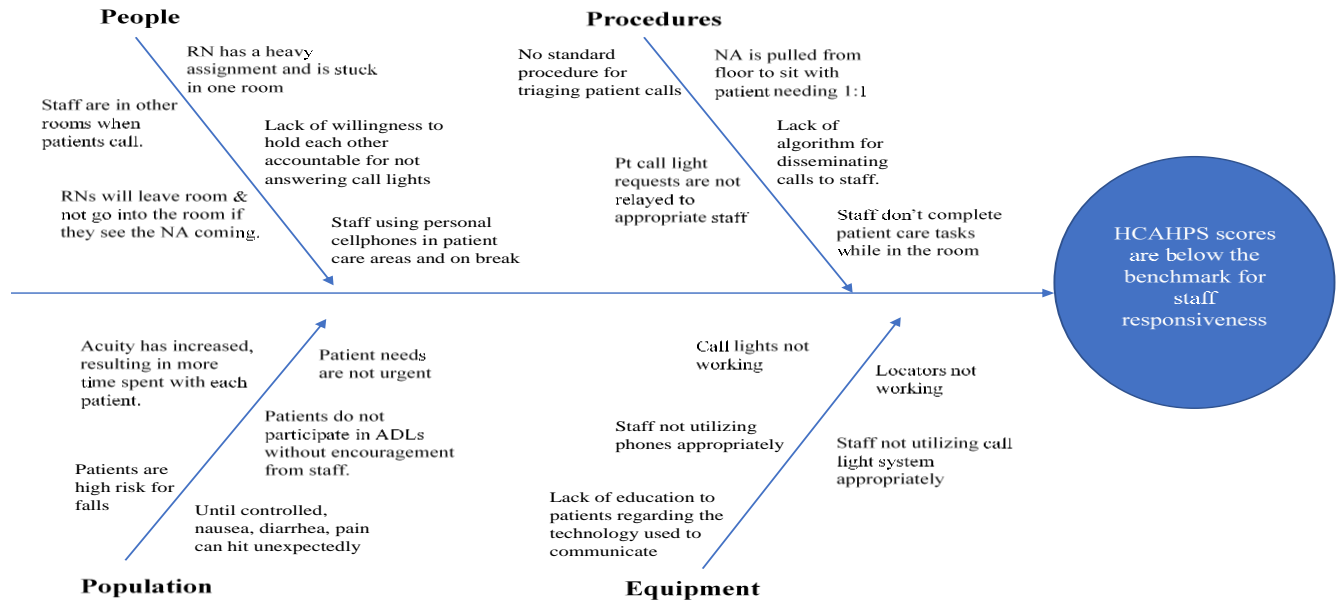 People
RN has a heavy
assignment and is stuck
in one room
Staff are in other
rooms when
patients call.
Lack of willingness to
hold each other
accountable for not
answering call lights
RNs will leave room &
not go into the room if
they see the NA coming.
Staff using personal
cellphones in patient
care areas and on break
Procedures
No standard
procedure for
triaging patient calls
NA is pulled from
floor to sit with
patient needing 1:1
Lack of
algorithm for
disseminating
calls to staff.
Pt call light
requests are not
relayed to
appropriate staff
Staff don't complete
patient care tasks
while in the room
HCAHPS scores
are below the
benchmark for
staff
responsiveness
Acuity has increased,
resulting in more
time spent with each
patient.
Patient needs
are not urgent
Patients do not
participate in ADLs
without encouragement
from staff.
Patients are
high risk for
falls
Until controlled,
nausea, diarrhea, pain
can hit unexpectedly
Population
Call lights not
working
Locators not
working
Staff not utilizing
phones appropriately
Staff not utilizing call
light system
appropriately
Lack of education to
patients regarding the
technology used to
communicate
Equipment